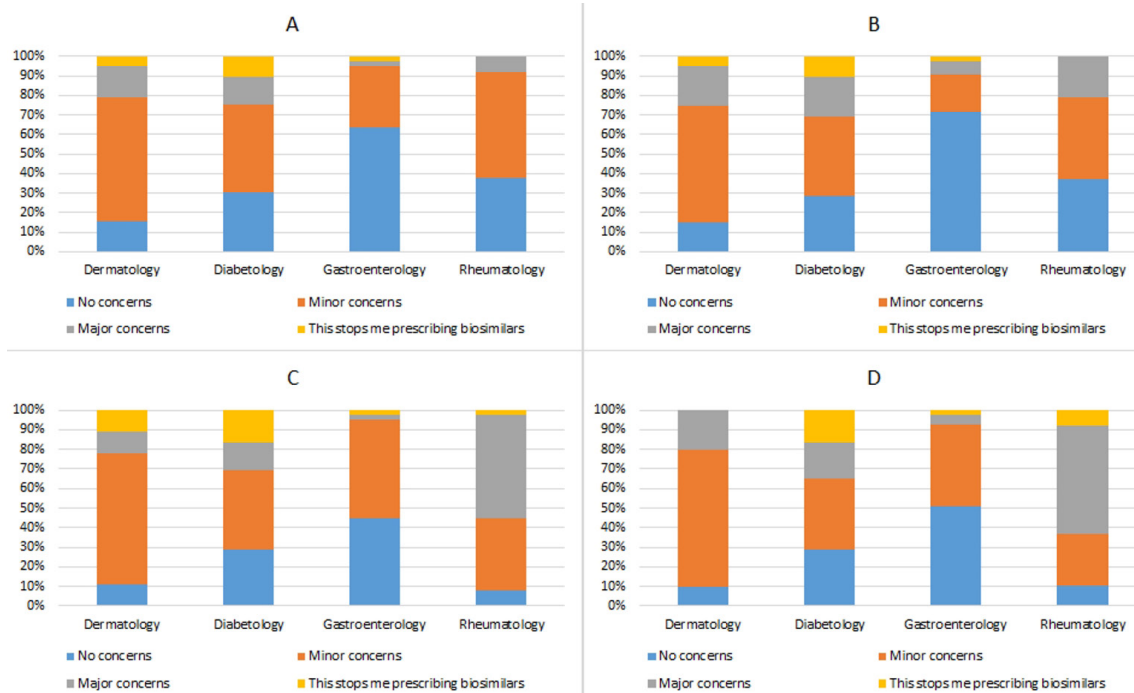 A
100%
90%
80%
70%
60%
50%
40%
30%
20%
10%
0%
Dermatology Diabetology Gastroenterology Rheumatology
No concerns Minor concerns
Major concerns This stops me prescribing biosimilars
B
100%
90%
80%
70%
60%
50%
40%
30%
20%
10%
0%
Dermatology Diabetology Gastroenterology Rheumatology
No concerns Minor concerns
Major concerns This stops me prescribing biosimilars
C
100%
90%
80%
70%
60%
50%
40%
30%
20%
10%
0%
Dermatology Diabetology Gastroenterology Rheumatology
No concerns Minor concerns
Major concerns This stops me prescribing biosimilars
D
100%
90%
80%
70%
60%
50%
40%
30%
20%
10%
0%
Dermatology Diabetology Gastroenterology Rheumatology
No concerns Minor concerns
Major concerns This stops me prescribing biosimilars